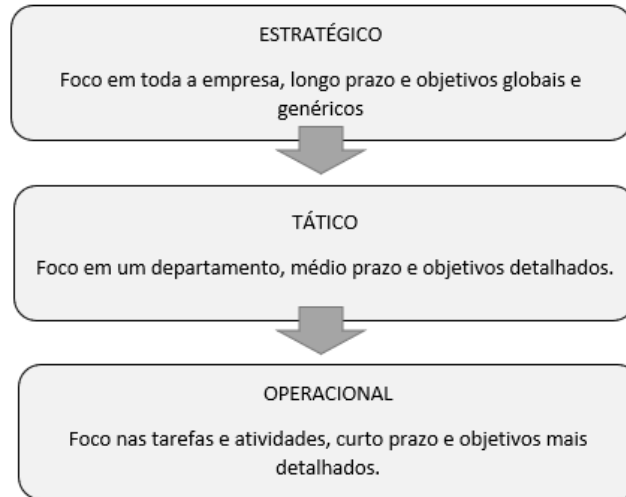 ESTRATÉGICO
Foco em toda a empresa, longo prazo e objetivos globais e
genéricos
TÁTICO
Foco em um departamento, médio prazo e objetivos detalhados.
OPERACIONAL
Foco nas tarefas e atividades, curto prazo e objetivos mais
detalhados.